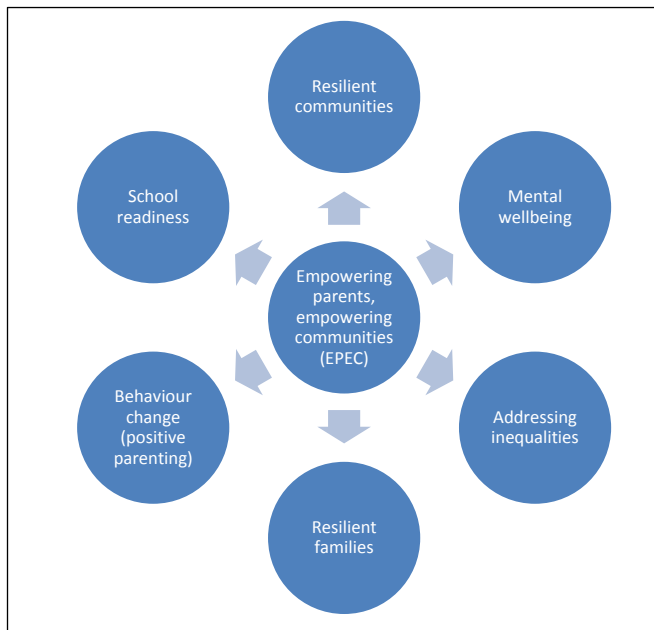 Resilient
communities
School
readiness
Mental
wellbeing
Empowering
parents,
empowering
communities
(EPEC)
Behaviour
change
(positive
parenting)
Addressing
inequalities
Resilient
families